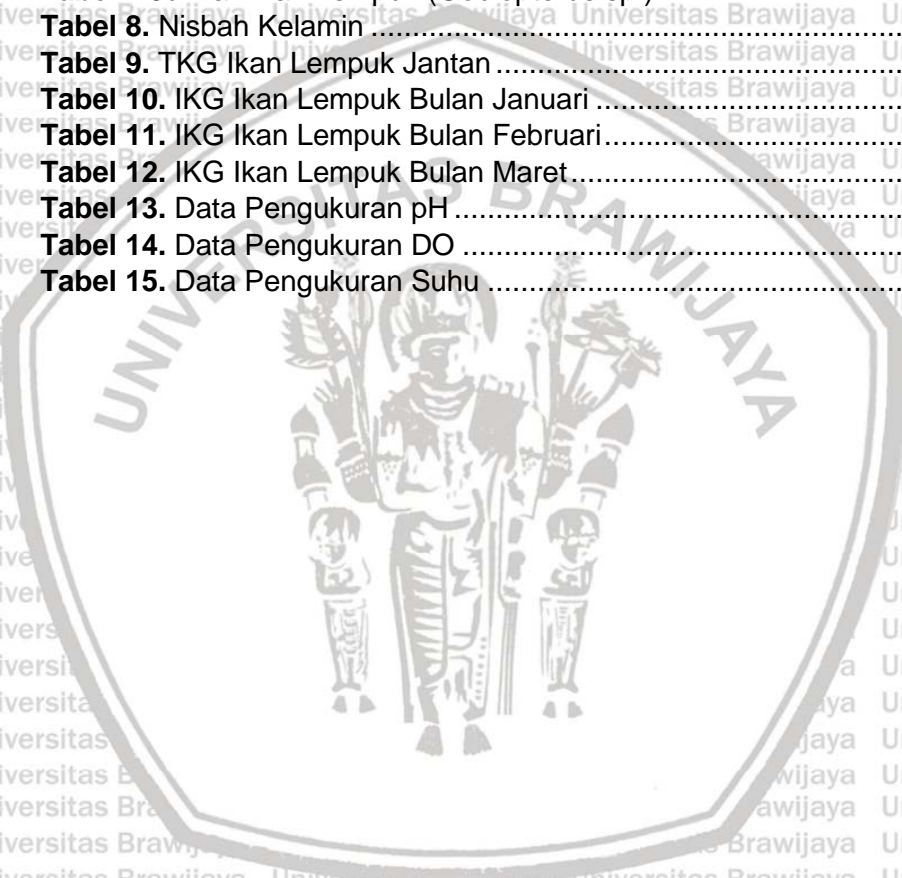 Tabel 8. Nisbah Kelamin ........................................................................
Tabel 9. TKG Ikan Lempuk Jantan ........................................................
Tabel 10. IKG Ikan Lempuk Bulan Januari ............................................
Tabel 11. IKG Ikan Lempuk Bulan Februari...........................................
Tabel 12. IKG Ikan Lempuk Bulan Maret...............................................
Tabel 13. Data Pengukuran pH .............................................................
Tabel 14. Data Pengukuran DO ............................................................
Tabel 15. Data Pengukuran Suhu .........................................................
UNIVERSITAS BRAWIJAYA